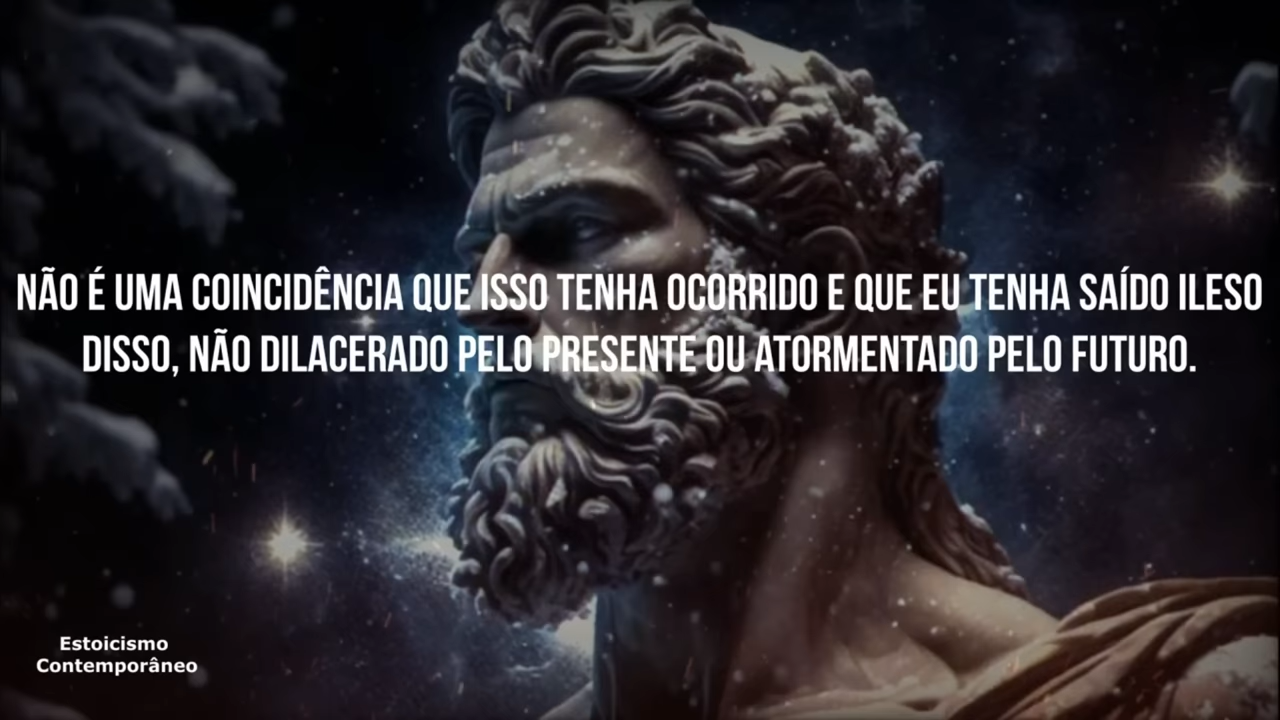 NÃO É UMA COINCIDÊNCIA QUE ISSO TENHA OCORRIDO E QUE EU TENHA SAÍDO ILESO
DISSO, NÃO DILACERADO PELO PRESENTE OU ATORMENTADO PELO FUTURO.
Estoicismo
Contemporâneo